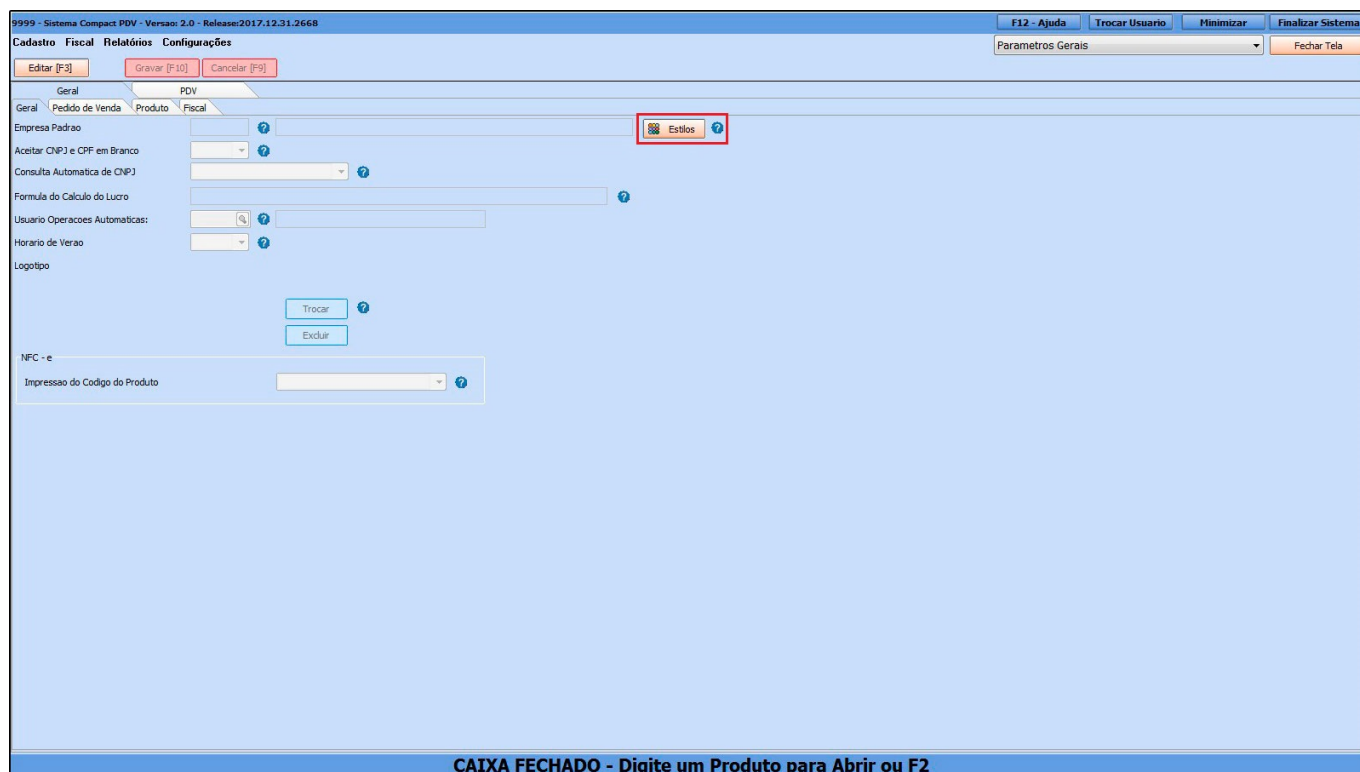 9999 - Sistema Compact PDV - Versao: 2.0 - Release:2017.12.31.2668 F12 - Ajuda Trocar Usuario Minimizar Finalizar Sistema
Cadastro Fiscal Relatórios Configurações Parametros Gerais Fechar Tela
Editar [F3] Gravar [F10] Cancelar [F9]
Geral PDV
Geral Pedido de Venda Produto Fiscal
Empresa Padrao ? Estilos ?
Aceitar CNPJ e CPF em Branco ?
Consulta Automatica de CNPJ ?
Formula do Calculo do Lucro ?
Usuario Operacoes Automaticas: ?
Horario de Verao ?
Logotipo
Trocar ?
Excluir
NFC - e
Impressao do Codigo do Produto ?
CAIXA FECHADO - Digite um Produto para Abrir ou F2